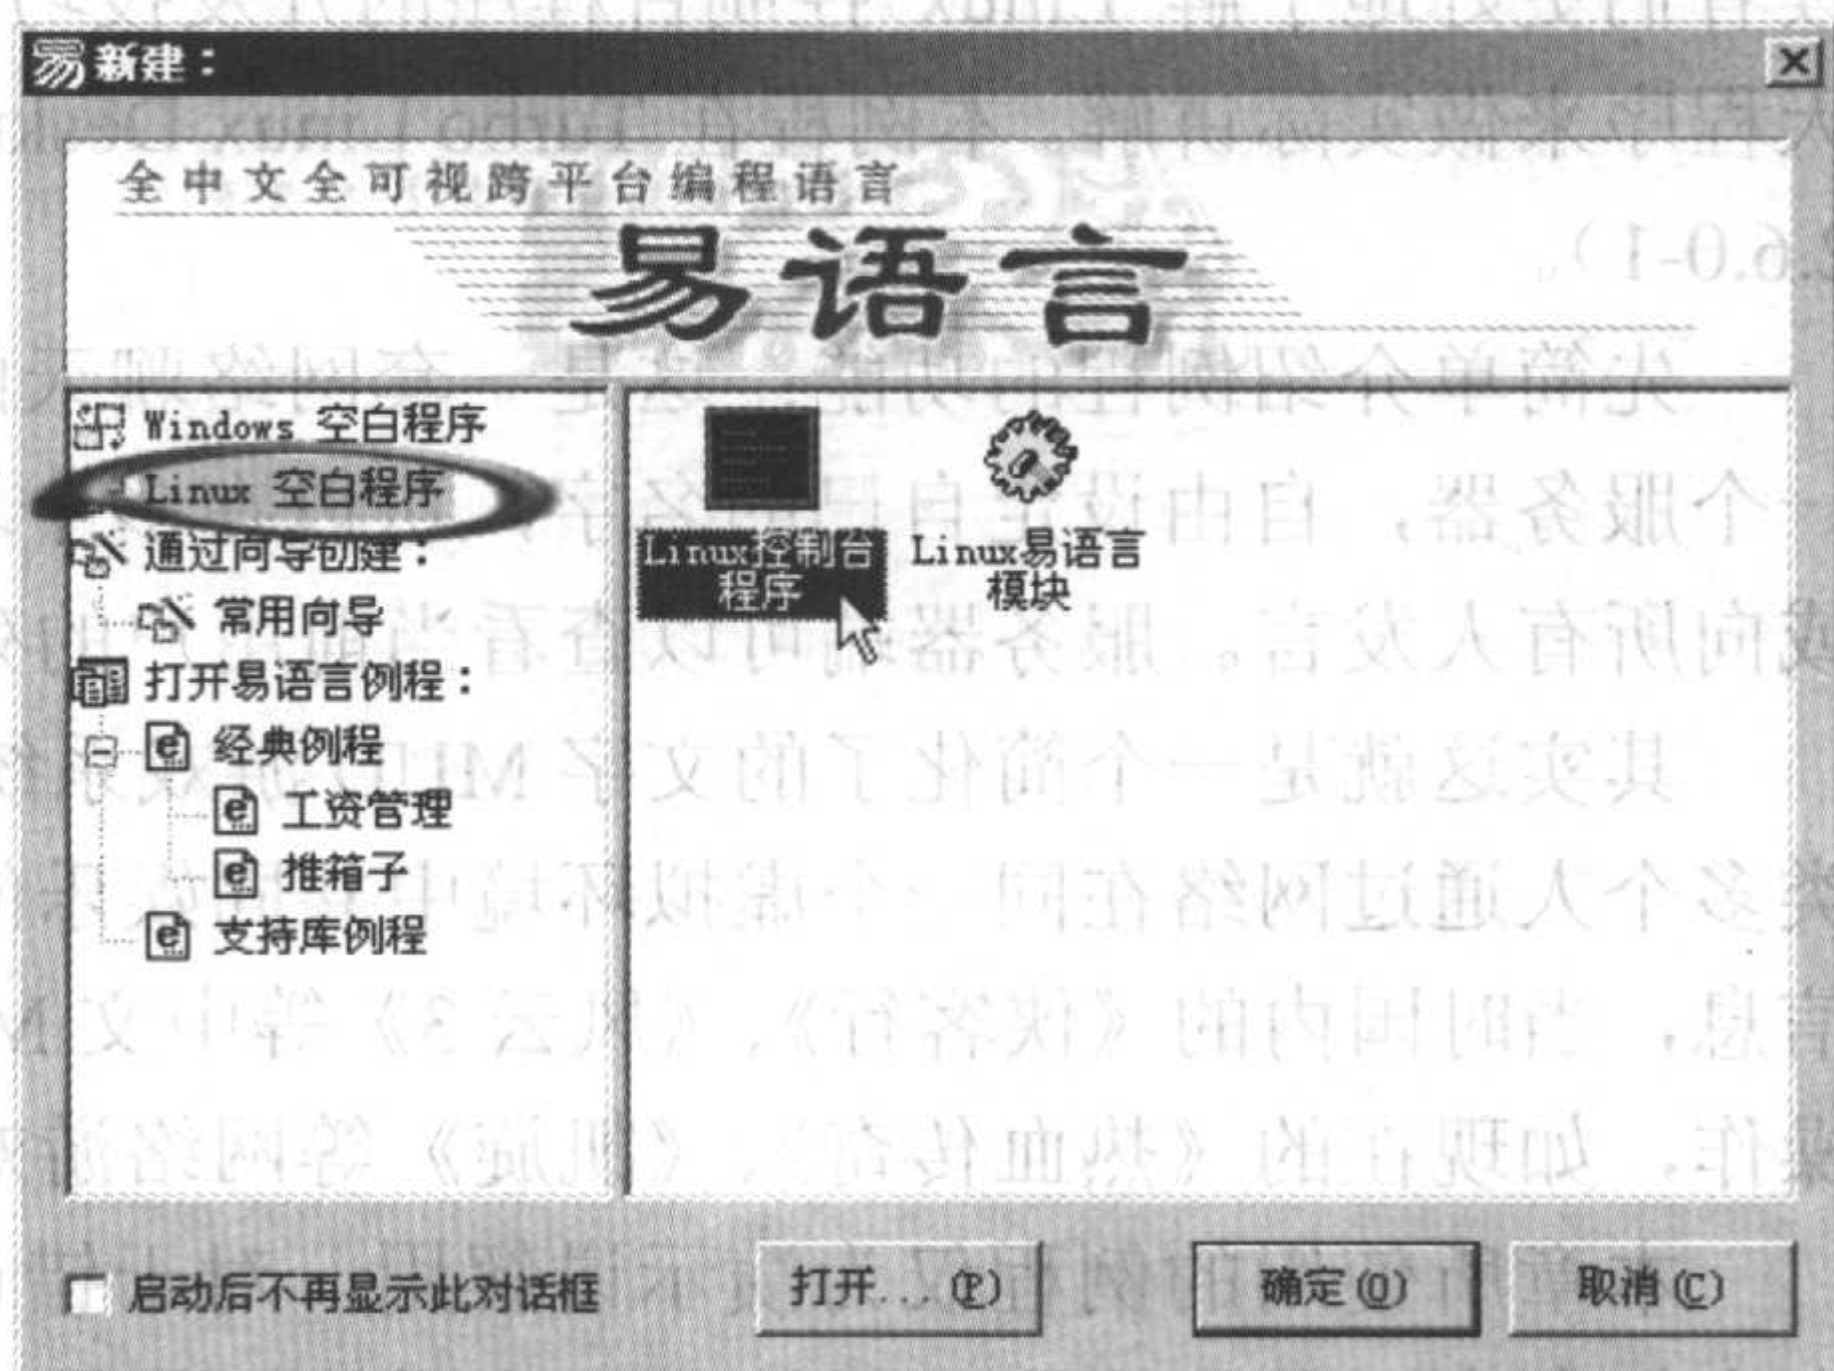 新建：
全中文全可视跨平台编程语言
易语言
Windows 空白程序
Linux 空白程序
通过向导创建：
常用向导
打开易语言例程：
经典例程
工资管理
推箱子
支持库例程
Linux控制台
程序
Linux易语言
模块
启动后不再显示此对话框
打开...(P)
确定(O)
取消(C)